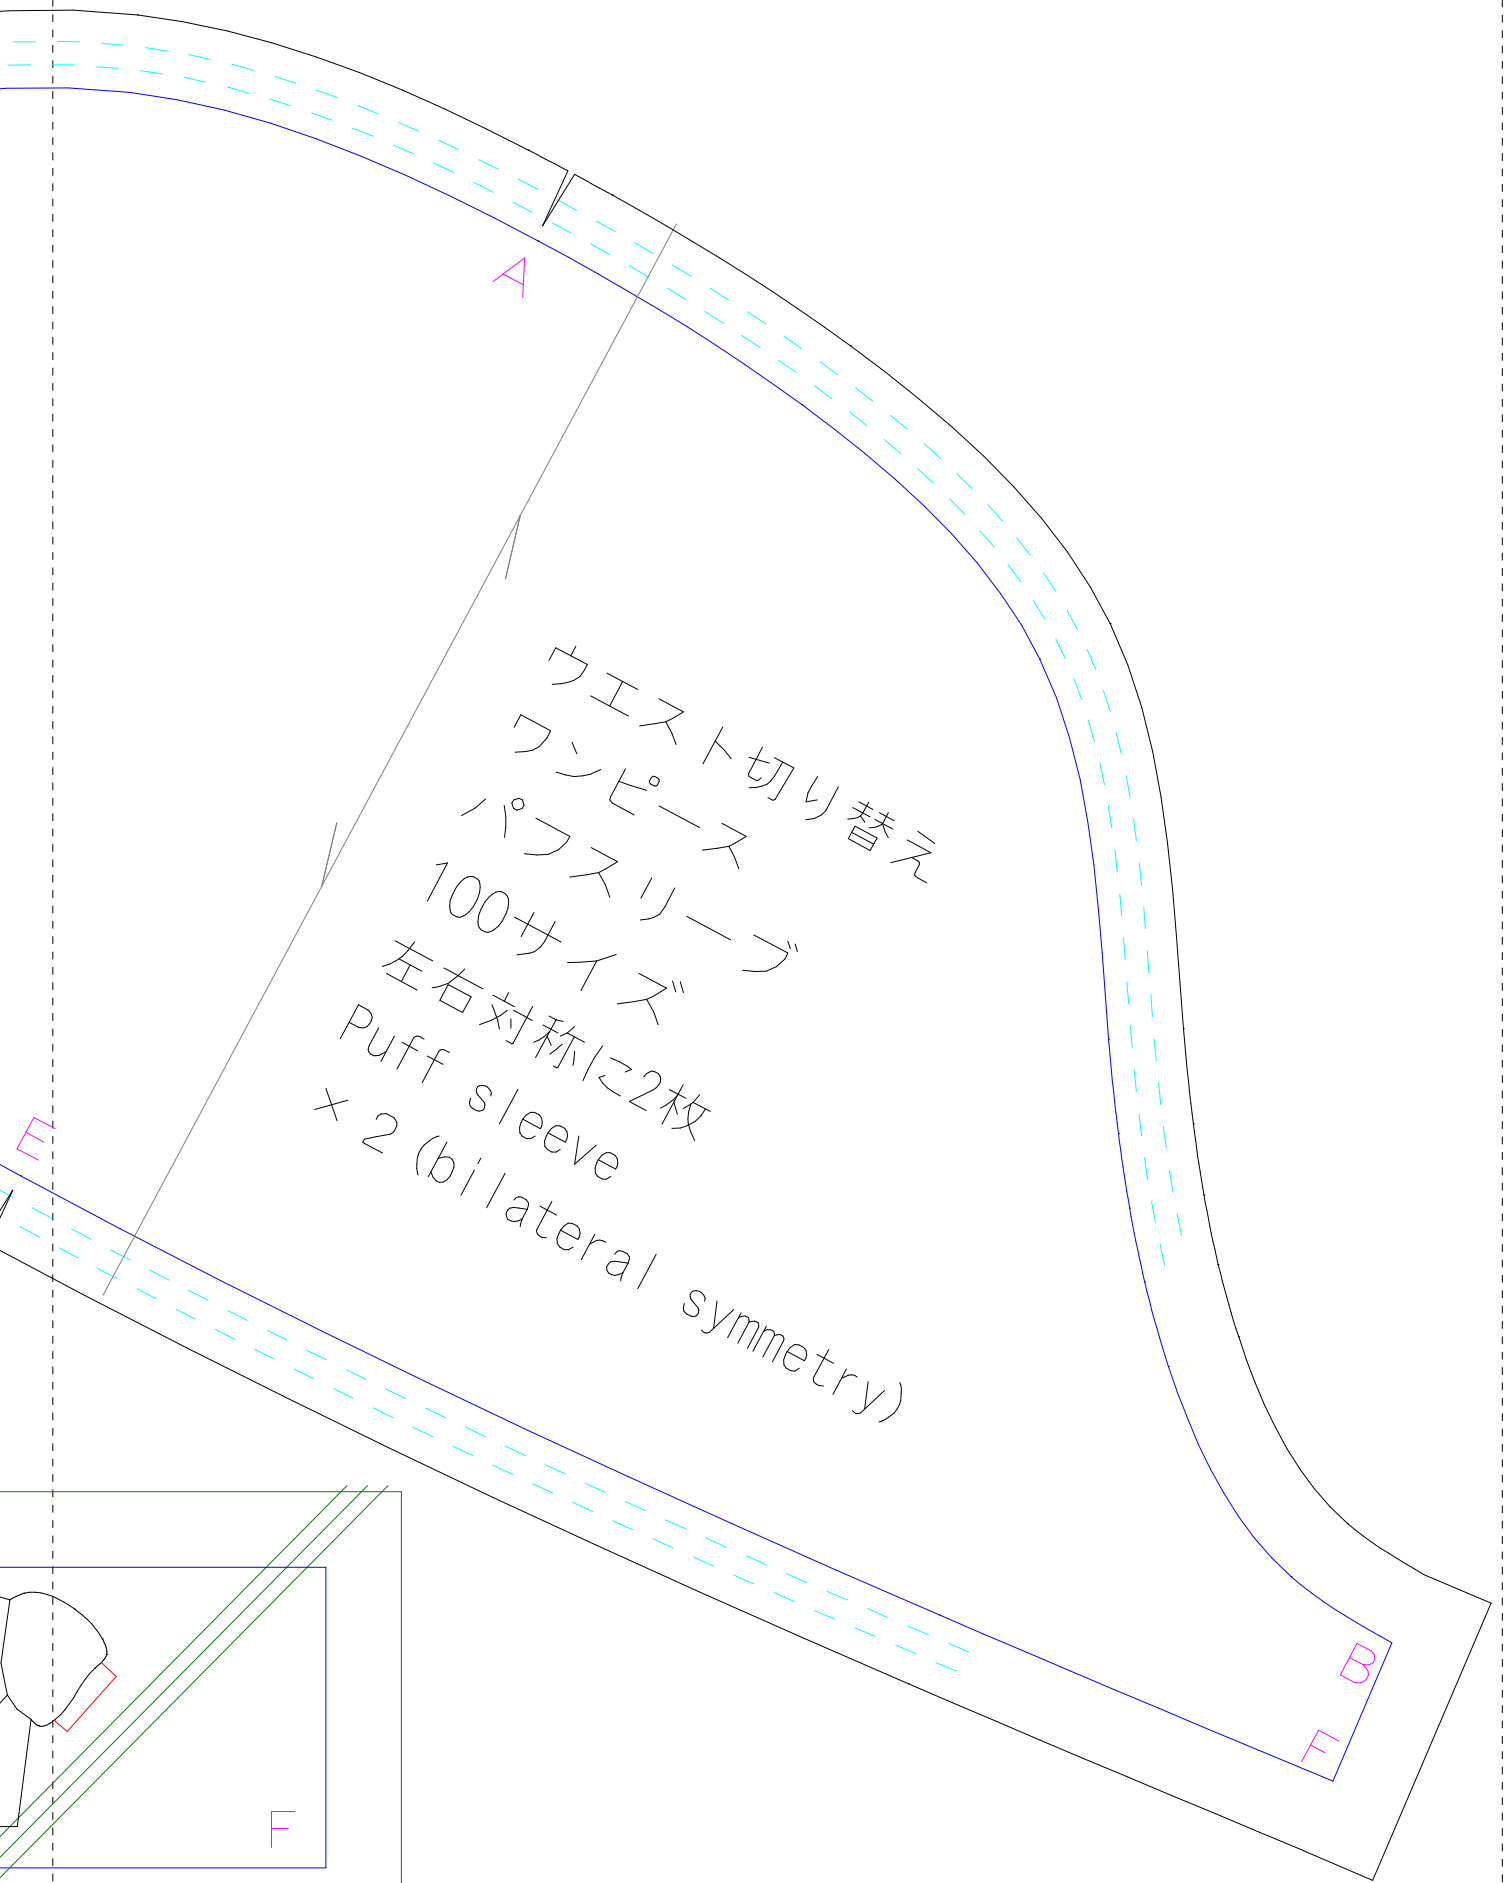 A
ウエスト切り替え
ワンピース
パフスリーブ
100サイズ
左右対称に2枚
Puff sleeve
× 2 (bilateral symmetry)
E
B
F
F